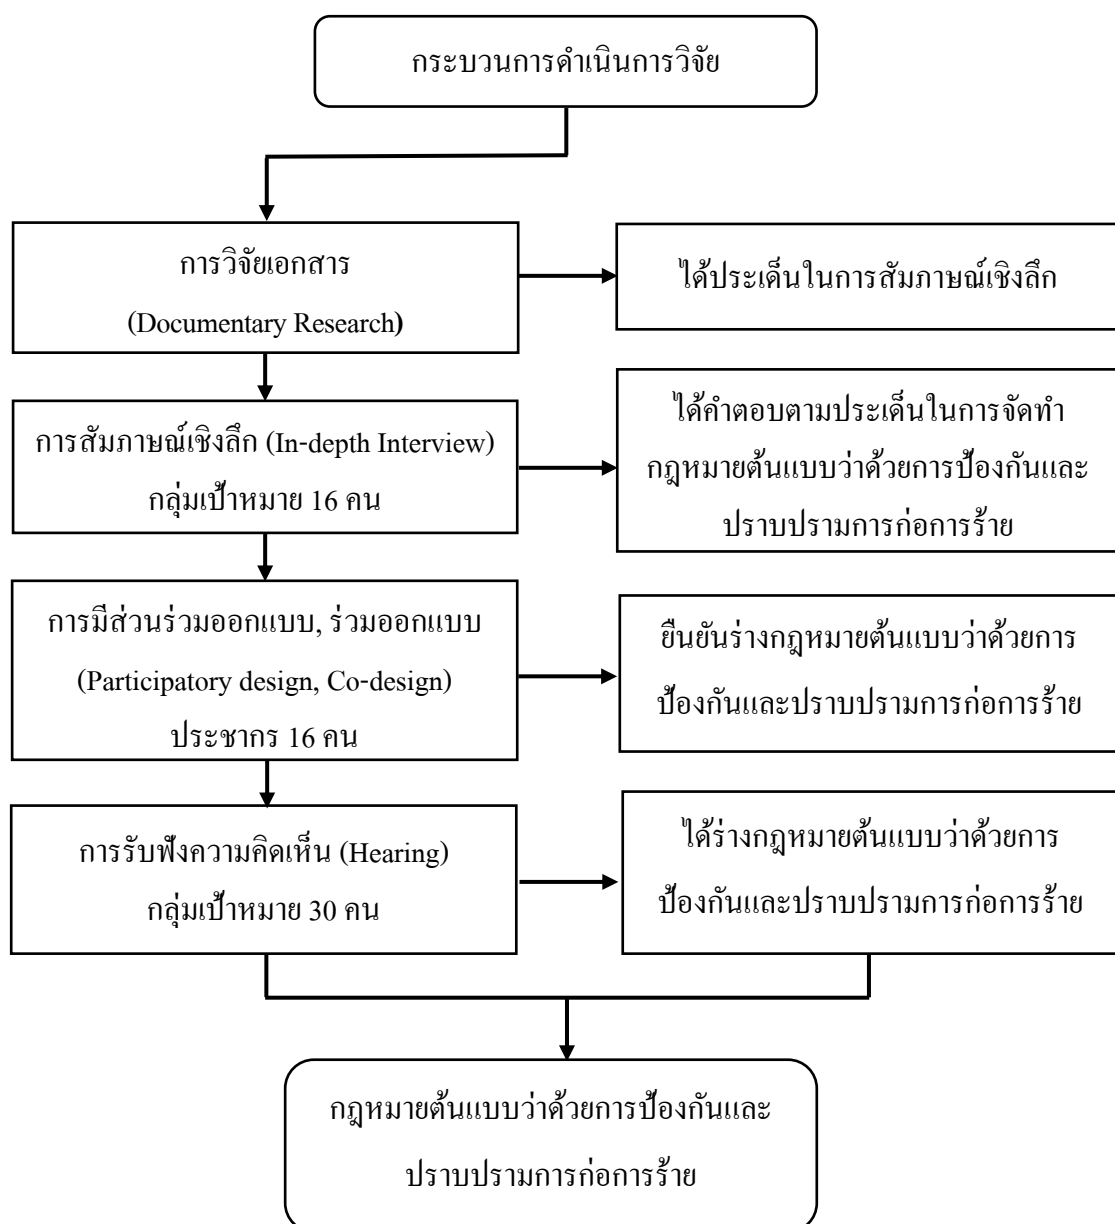 กระบวนการดำเนินการวิจัย
การวิจัยเอกสาร
(Documentary Research)
ได้ประเด็นในการสัมภาษณ์เชิงลึก
การสัมภาษณ์เชิงลึก (In-depth Interview)
กลุ่มเป้าหมาย 16 คน
ได้คำตอบตามประเด็นในการจัดทำ
กฎหมายต้นแบบว่าด้วยการป้องกันและ
ปราบปรามการก่อการร้าย
การมีส่วนร่วมออกแบบ, ร่วมออกแบบ
(Participatory design, Co-design)
ประชากร 16 คน
ยืนยันร่างกฎหมายต้นแบบว่าด้วยการ
ป้องกันและปราบปรามการก่อการร้าย
การรับฟังความคิดเห็น (Hearing)
กลุ่มเป้าหมาย 30 คน
ได้ร่างกฎหมายต้นแบบว่าด้วยการ
ป้องกันและปราบปรามการก่อการร้าย
กฎหมายต้นแบบว่าด้วยการป้องกันและ
ปราบปรามการก่อการร้าย